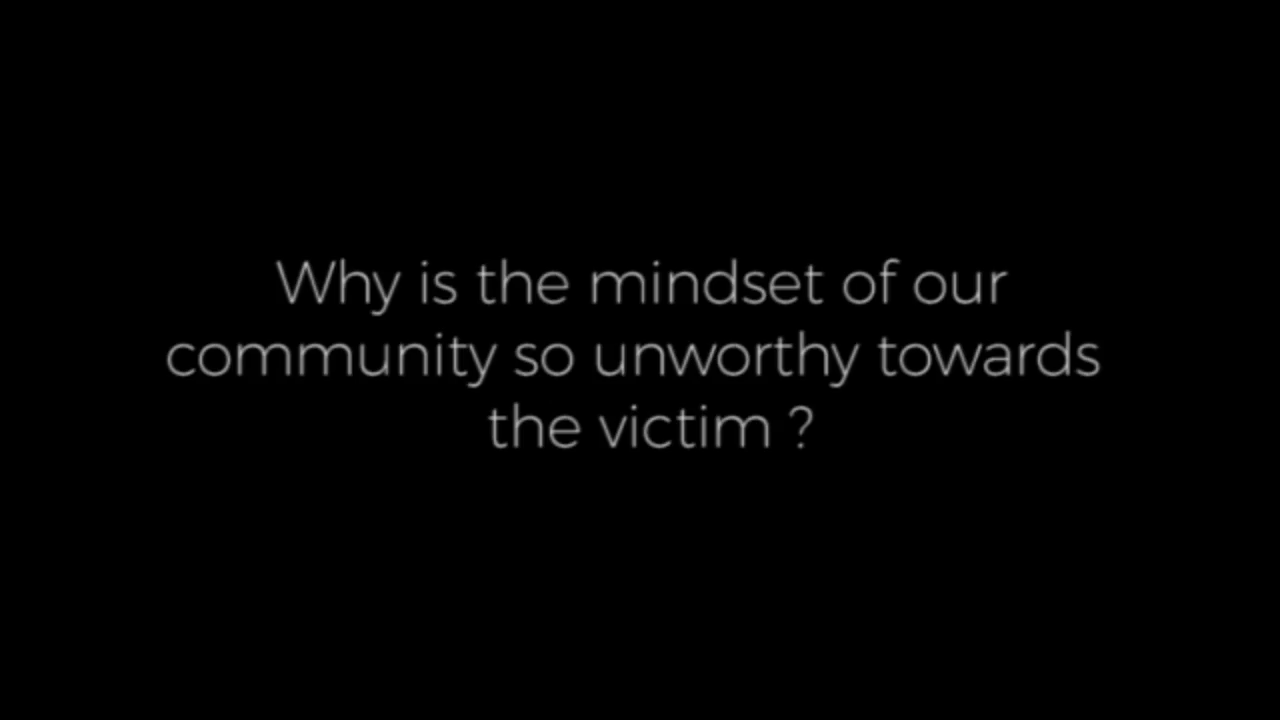 Why is the mindset of our
community so unworthy towards
the victim ?